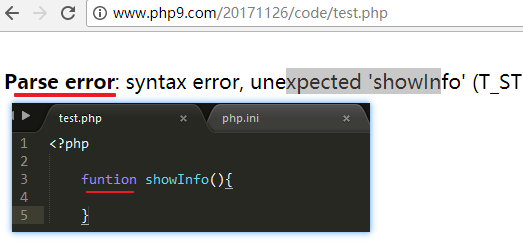 www.php9.com/20171126/code/test.php
Parse error: syntax error, unexpected 'showInfo' (T_ST
test.php × php.ini ×
1 <?php
2
3 funtion showInfo(){
4
5 }